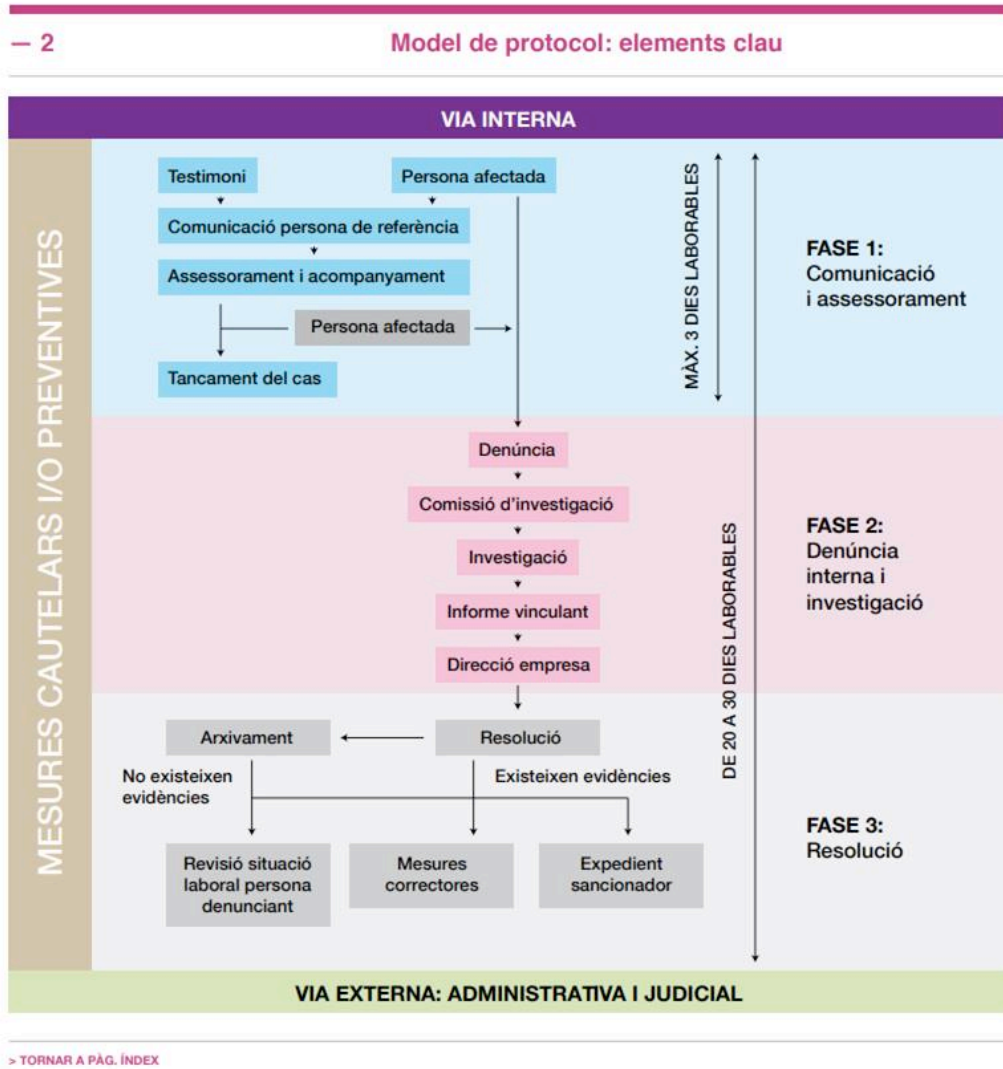 — 2
Model de protocol: elements clau
VIA INTERNA
MESURES CAUTELARS I/O PREVENTIVES
Testimoni
Persona afectada
Comunicació persona de referència
Assessorament i acompanyament
Persona afectada
Tancament del cas
MÀX. 3 DIES LABORABLES
FASE 1:
Comunicació
i assessorament
Denúncia
Comissió d'investigació
Investigació
Informe vinculant
Direcció empresa
DE 20 A 30 DIES LABORABLES
FASE 2:
Denúncia
interna i
investigació
Arxivament
Resolució
No existeixen
evidències
Existeixen evidències
Revisió situació
laboral persona
denunciant
Mesures
correctores
Expedient
sancionador
FASE 3:
Resolució
VIA EXTERNA: ADMINISTRATIVA I JUDICIAL
> TORNAR A PÀG. ÍNDEX